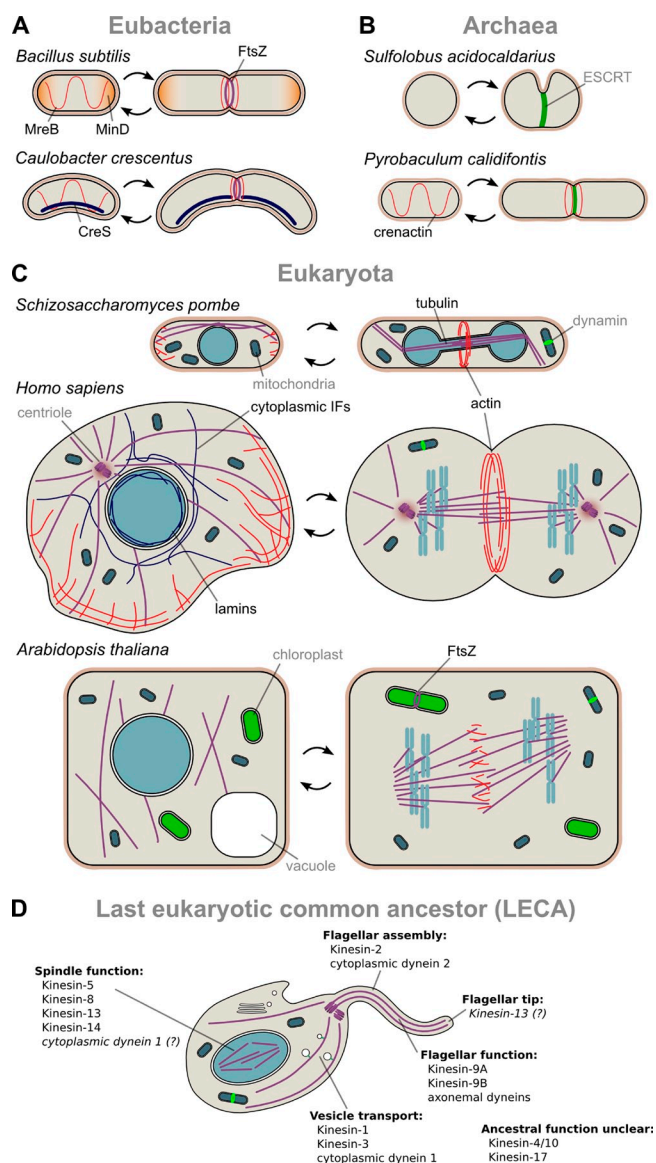 A Eubacteria
Bacillus subtilis
FtsZ
MreB
MinD
Caulobacter crescentus
CreS
B Archaea
Sulfolobus acidocaldarius
ESCRT
Pyrobaculum calidifontis
crenactin
C Eukaryota
Schizosaccharomyces pombe
tubulin
dynamin
mitochondria
Homo sapiens
cytoplasmic IFs
actin
centriole
lamins
Arabidopsis thaliana
chloroplast
FtsZ
vacuole
D Last eukaryotic common ancestor (LECA)
Flagellar assembly:
Kinesin-2
cytoplasmic dynein 2
Spindle function:
Kinesin-5
Kinesin-8
Kinesin-13
Kinesin-14
cytoplasmic dynein 1 (?)
Flagellar tip:
Kinesin-13 (?)
Flagellar function:
Kinesin-9A
Kinesin-9B
axonemal dyneins
Vesicle transport:
Kinesin-1
Kinesin-3
cytoplasmic dynein 1
Ancestral function unclear:
Kinesin-4/10
Kinesin-17